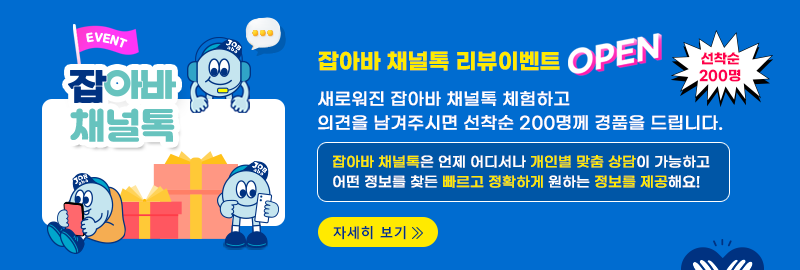 EVENT
잡아바
채널톡
JOB
aba
잡아바 채널톡 리뷰이벤트 OPEN
선착순
200명
새로워진 잡아바 채널톡 체험하고
의견을 남겨주시면 선착순 200명께 경품을 드립니다.
잡아바 채널톡은 언제 어디서나 개인별 맞춤 상담이 가능하고
어떤 정보를 찾든 빠르고 정확하게 원하는 정보를 제공해요!
자세히 보기
JOB
JOB